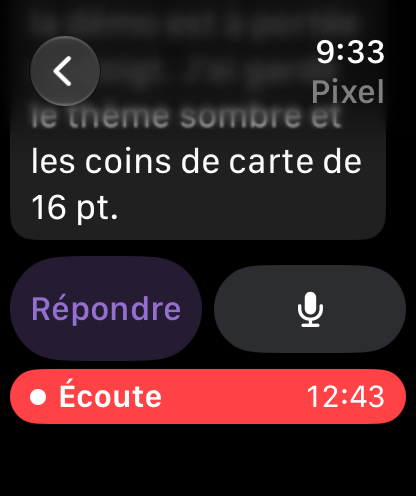 9:33
Pixel
le thème sombre et
les coins de carte de
16 pt.
Répondre
Écoute 12:43